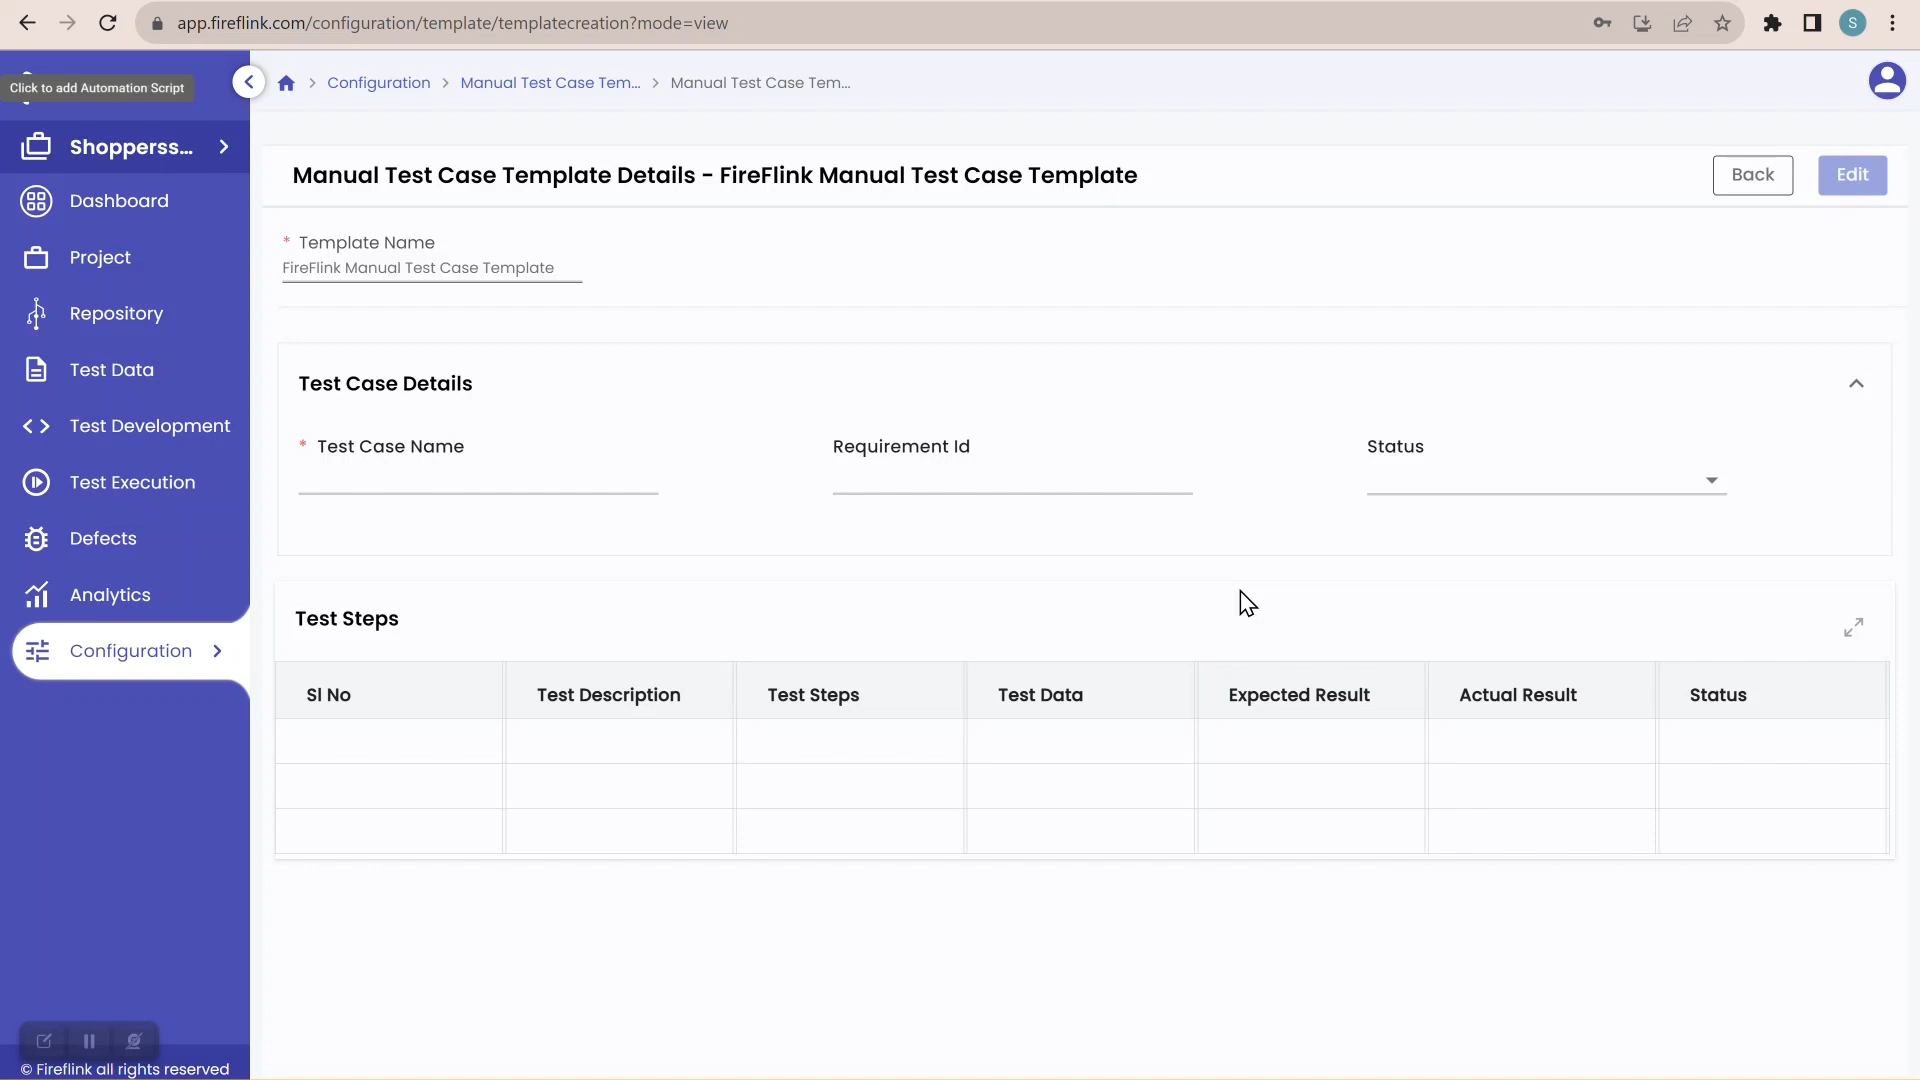 app.fireflink.com/configuration/template/templatecreation?mode=view
S
Click to add Automation Script
Configuration
Manual Test Case Tem...
Manual Test Case Tem...
Shopperss...
Dashboard
Project
Repository
Test Data
Test Development
Test Execution
Defects
Analytics
Configuration
© Fireflink all rights reserved
Manual Test Case Template Details - FireFlink Manual Test Case Template
Back
Edit
* Template Name
FireFlink Manual Test Case Template
Test Case Details
* Test Case Name
Requirement Id
Status
Test Steps
Sl No
Test Description
Test Steps
Test Data
Expected Result
Actual Result
Status